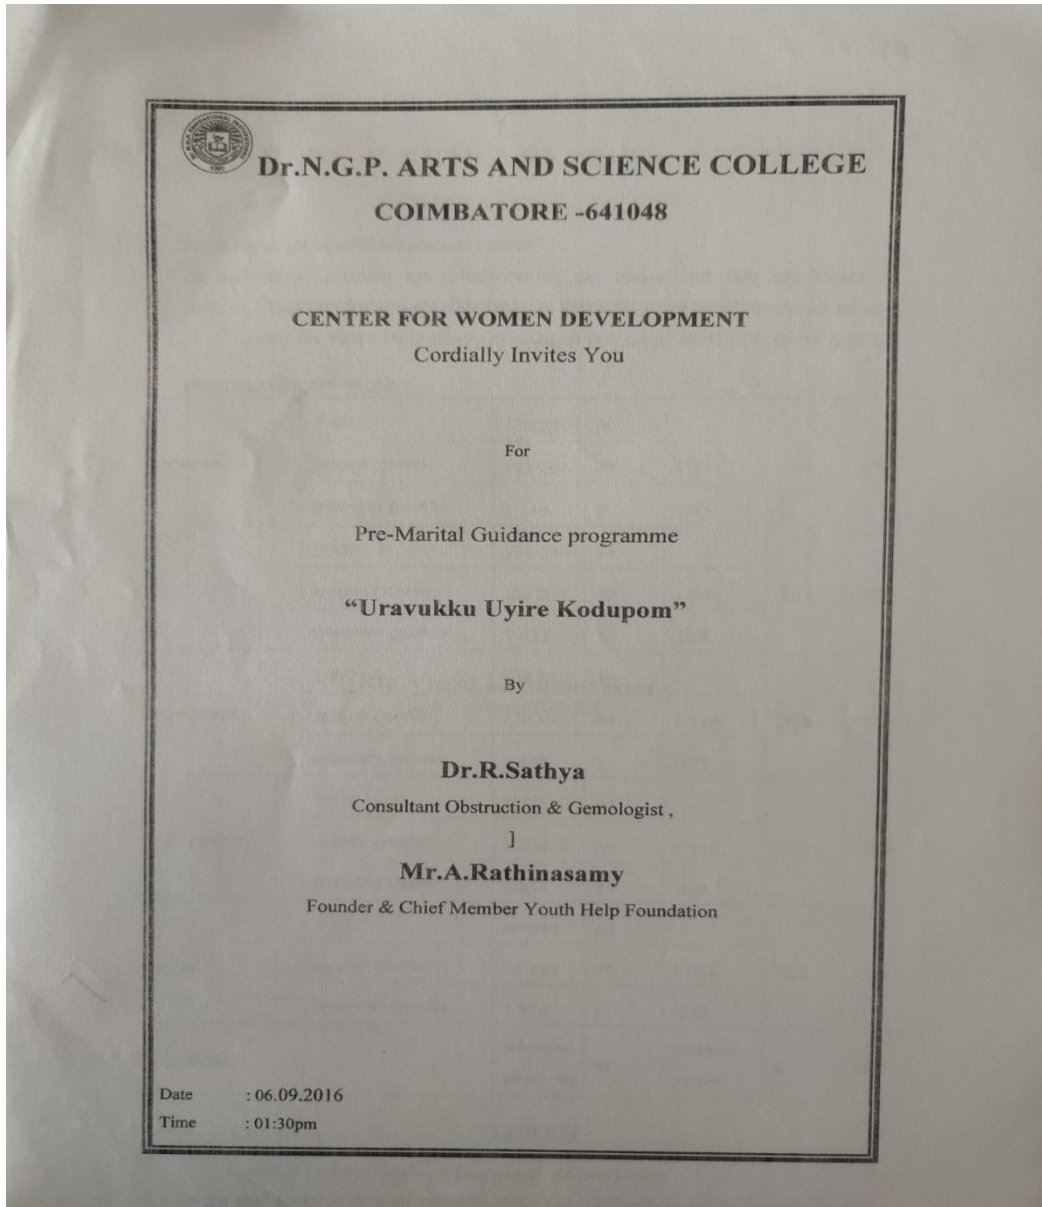 Dr.N.G.P. ARTS AND SCIENCE COLLEGE
COIMBATORE -641048
CENTER FOR WOMEN DEVELOPMENT
Cordially Invites You
For
Pre-Marital Guidance programme
“Uravukku Uyire Kodupom”
By
Dr.R.Sathya
Consultant Obstruction & Gemologist ,
]
Mr.A.Rathinasamy
Founder & Chief Member Youth Help Foundation
Date : 06.09.2016
Time : 01:30pm